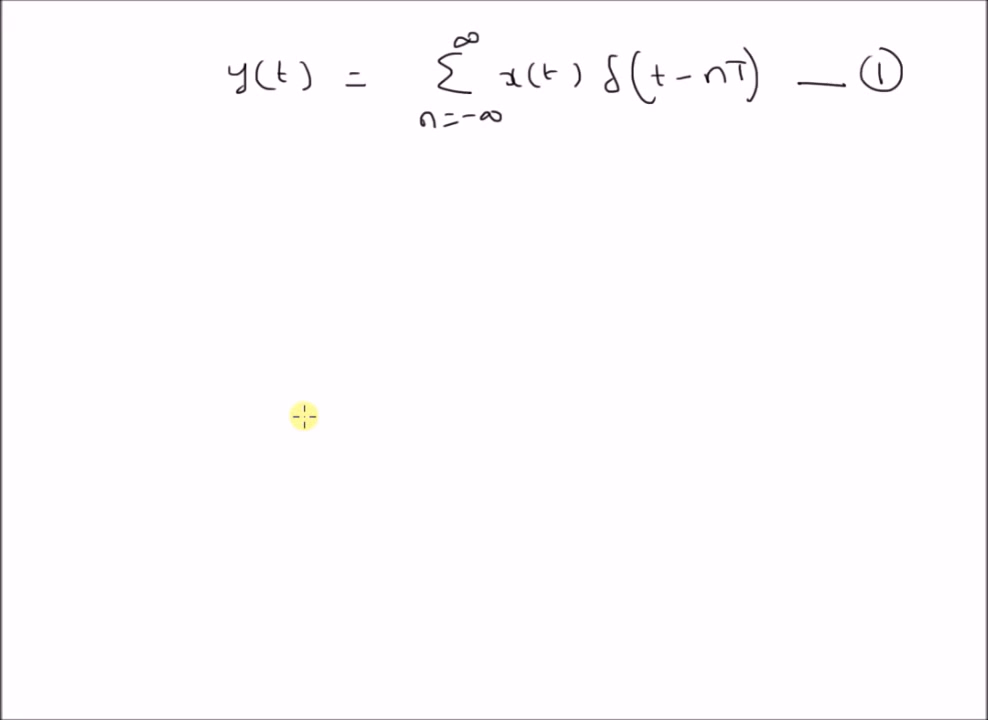 y(t) = ∑_{n=-∞}^{∞} x(t) δ(t - nT) — ①